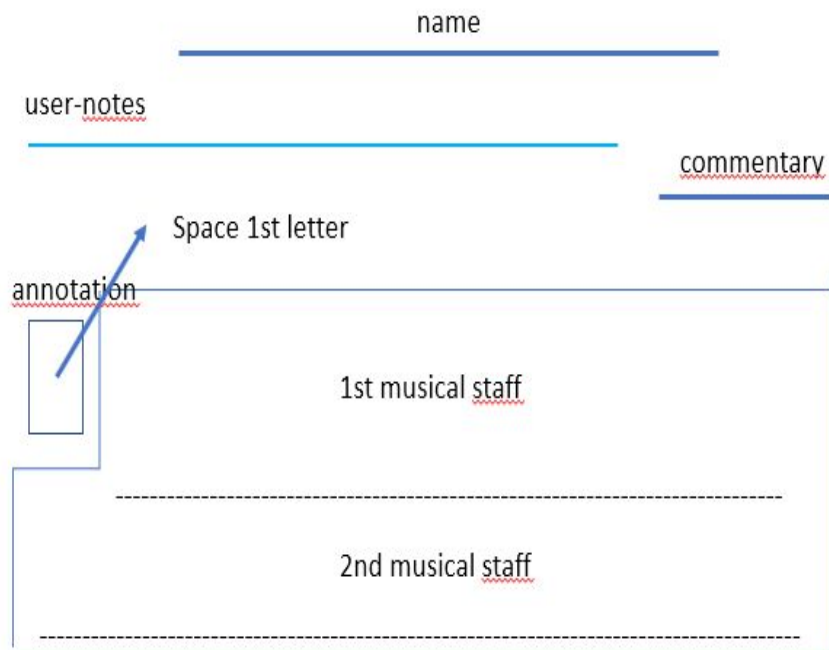 name
user-notes
commentary
Space 1st letter
annotation
1st musical staff
2nd musical staff